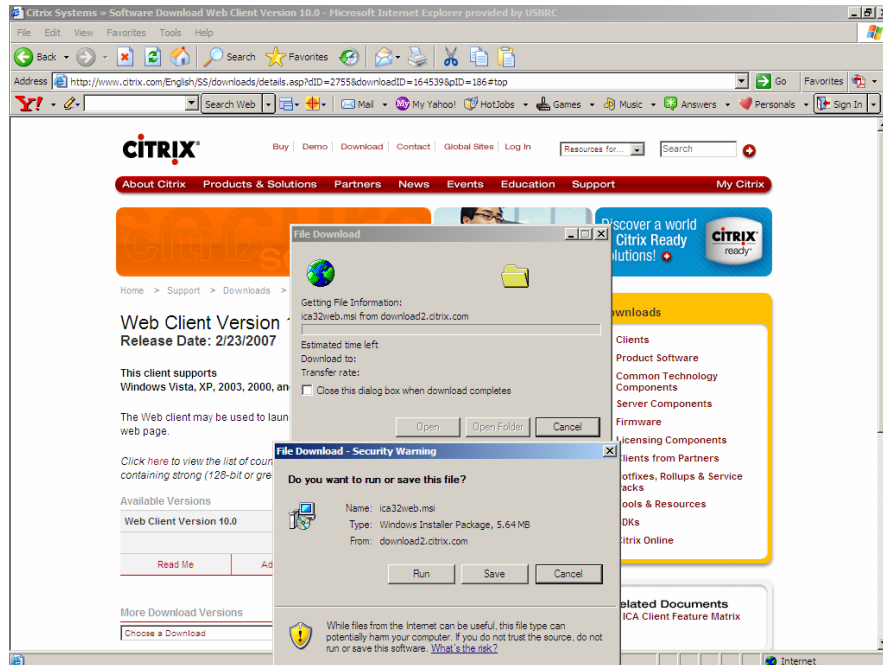 Citrix Systems » Software Download Web Client Version 10.0 - Microsoft Internet Explorer provided by USNRC
File Edit View Favorites Tools Help
Back Search Favorites
Address http://www.citrix.com/English/SS/downloads/details.asp?dID=2755&downloadID=164539&pID=186#top Go Favorites
Y! Search Web Mail My Yahoo! HotJobs Games Music Answers Personals Sign In
CITRIX
Buy Demo Download Contact Global Sites Log In Resources for... Search
About Citrix Products & Solutions Partners News Events Education Support My Citrix
Discover a world
Citrix Ready
CITRIX
ready
Home > Support > Downloads >
Web Client Version
Release Date: 2/23/2007
This client supports
Windows Vista, XP, 2003, 2000,
The Web client may be used to
web page.
Click here to view the list of
containing strong (128-bit or
Available Versions
Web Client Version 10.0
Read Me
More Download Versions
Choose a Download
File Download
Getting File Information:
ica32web.msi from download2.citrix.com
Estimated time left
Download to:
Transfer rate:
Close this dialog box when download completes
Open Open Folder Cancel
File Download - Security Warning
Do you want to run or save this file?
Name: ica32web.msi
Type: Windows Installer Package, 5.64 MB
From: download2.citrix.com
Run Save Cancel
While files from the Internet can be useful, this file type can
potentially harm your computer. If you do not trust the source, do not
run or save this software. What's the risk?
Clients
Product Software
Common Technology
Components
Server Components
Firmware
Licensing Components
Clients from Partners
Hotfixes, Rollups & Service
Tools & Resources
Citrix Online
Related Documents
ICA Client Feature Matrix
Internet